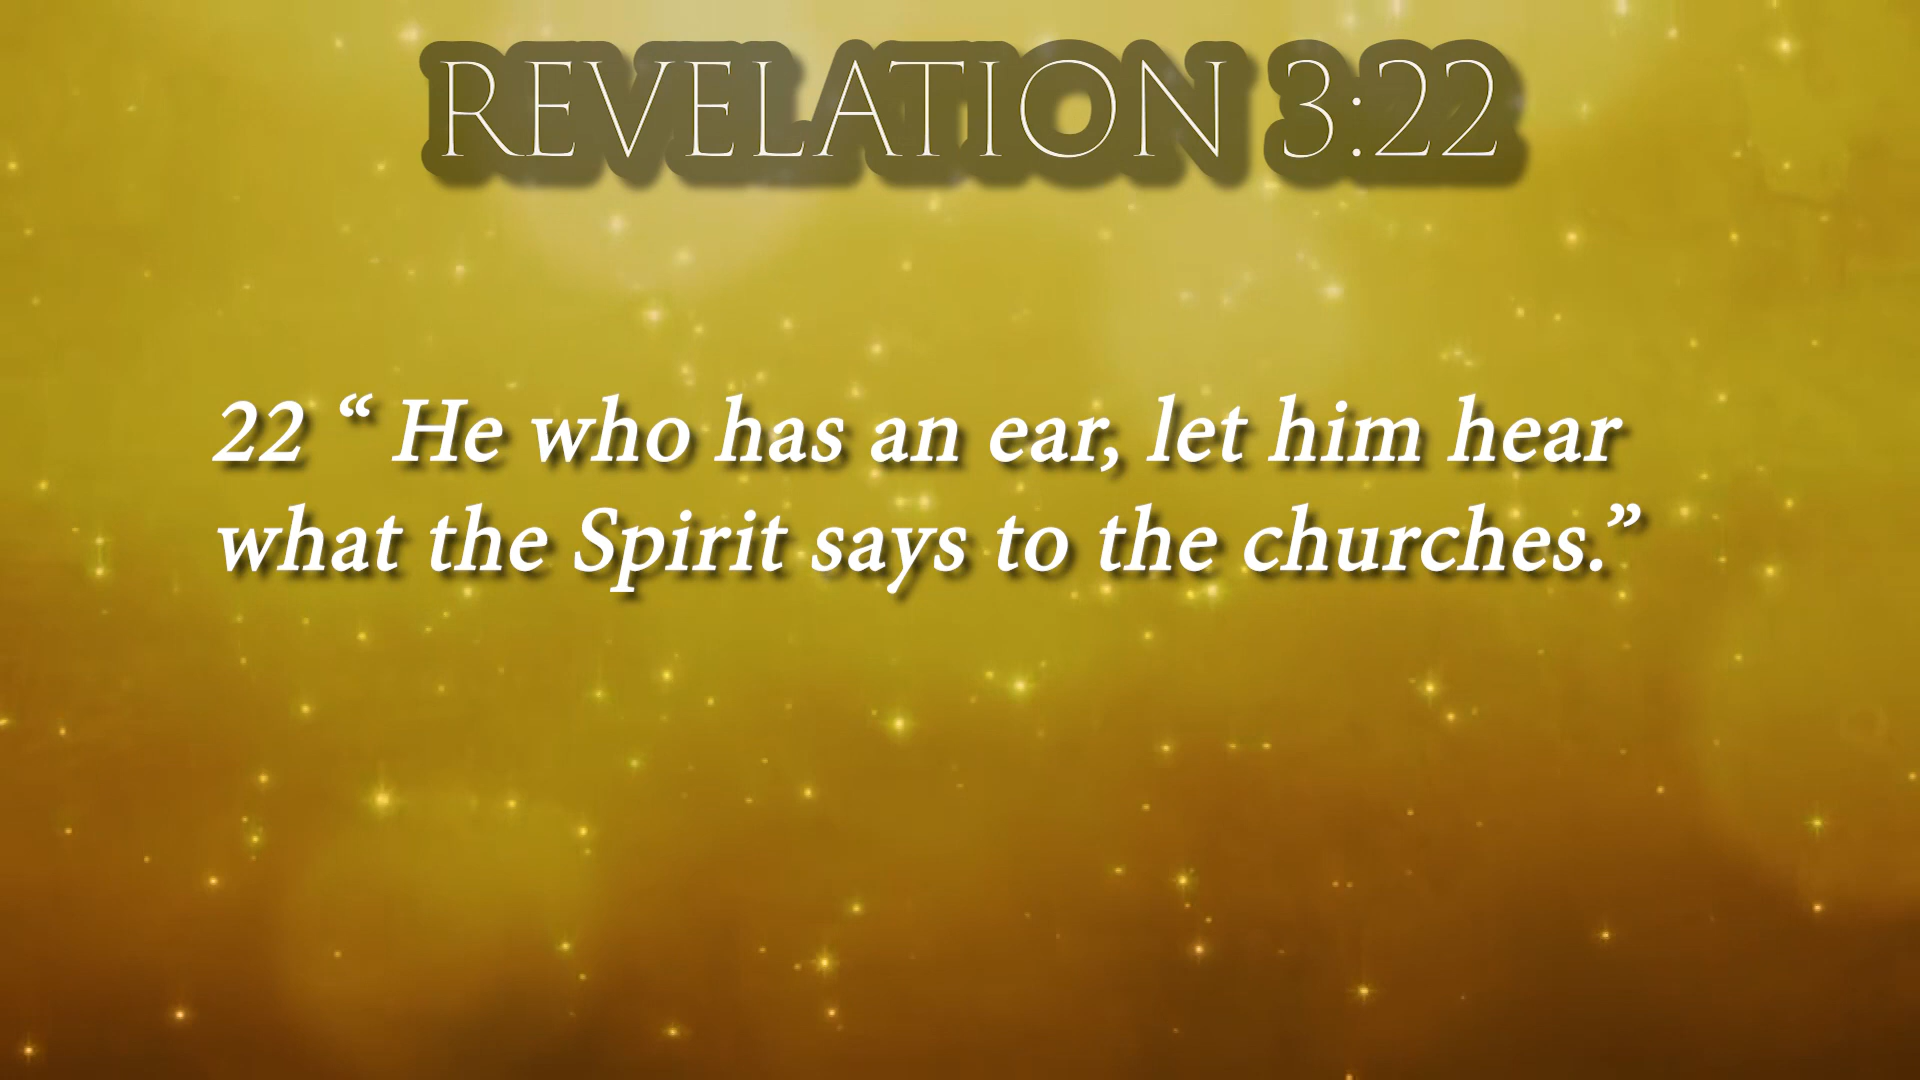 REVELATION 3:22
22 “ He who has an ear, let him hear
what the Spirit says to the churches.”